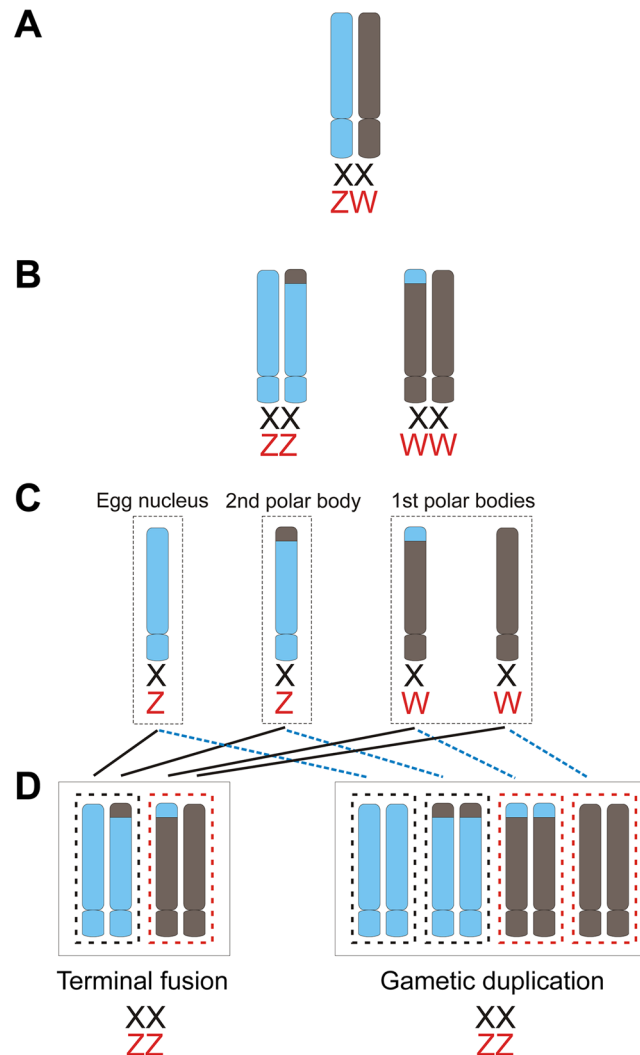 A
XX
ZW
B
XX XX
ZZ WW
C
Egg nucleus 2nd polar body 1st polar bodies
X X X X
Z Z W W
D
Terminal fusion Gametic duplication
XX XX
ZZ ZZ